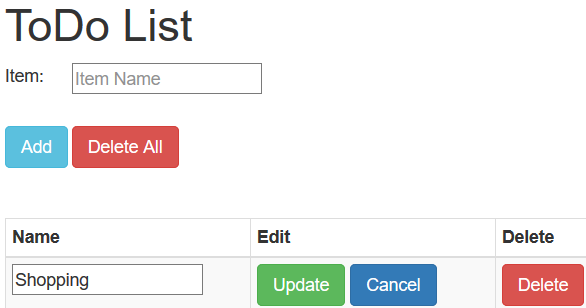 ToDo List
Item: Item Name
Add Delete All
Name Edit Delete
Shopping Update Cancel Delete